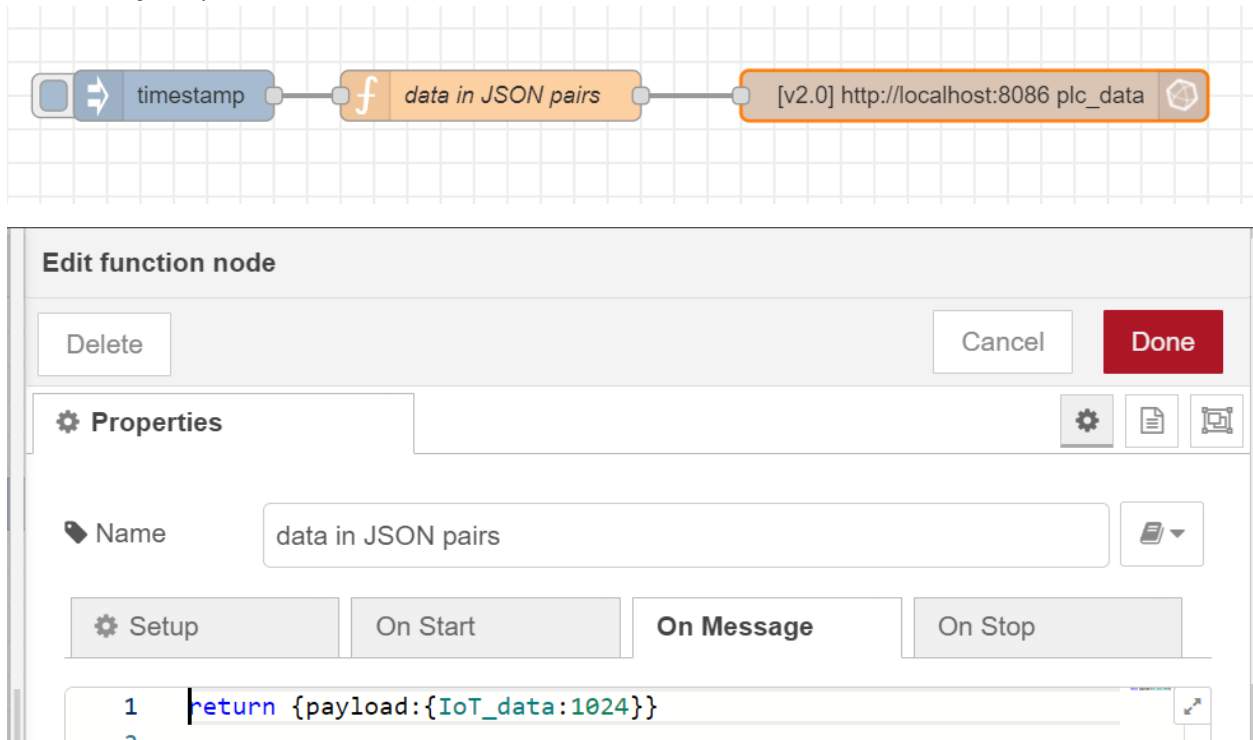 timestamp
data in JSON pairs
[v2.0] http://localhost:8086 plc_data
Edit function node
Delete
Cancel
Done
Properties
Name
data in JSON pairs
Setup
On Start
On Message
On Stop
1 return {payload:{IoT_data:1024}}